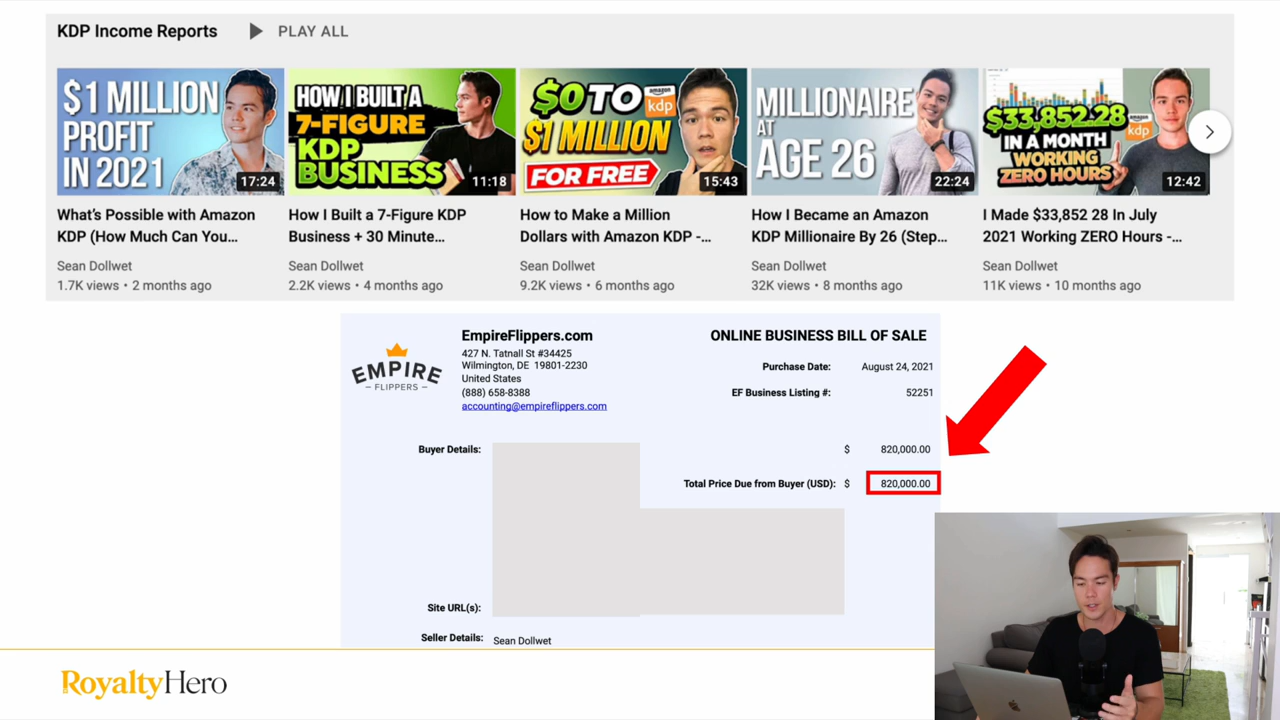 KDP Income Reports PLAY ALL
$1 MILLION
PROFIT
IN 2021
17:24
HOW I BUILT A
7-FIGURE
KDP
BUSINESS
11:18
$0 TO
amazon
kdp
$1 MILLION
FOR FREE
15:43
MILLIONAIRE
AT
AGE 26
22:24
$33,852.28
amazon
kdp
IN A MONTH
WORKING
ZERO HOURS
12:42
What's Possible with Amazon
KDP (How Much Can You...
Sean Dollwet
1.7K views • 2 months ago
How I Built a 7-Figure KDP
Business + 30 Minute...
Sean Dollwet
2.2K views • 4 months ago
How to Make a Million
Dollars with Amazon KDP -...
Sean Dollwet
9.2K views • 6 months ago
How I Became an Amazon
KDP Millionaire By 26 (Step...
Sean Dollwet
32K views • 8 months ago
I Made $33,852 28 In July
2021 Working ZERO Hours -...
Sean Dollwet
11K views • 10 months ago
EMPIRE
– FLIPPERS –
EmpireFlippers.com
427 N. Tatnall St #34425
Wilmington, DE 19801-2230
United States
(888) 658-8388
accounting@empireflippers.com
ONLINE BUSINESS BILL OF SALE
Purchase Date: August 24, 2021
EF Business Listing #: 52251
Buyer Details: $ 820,000.00
Total Price Due from Buyer (USD): $ 820,000.00
Site URL(s):
Seller Details: Sean Dollwet
RoyaltyHero